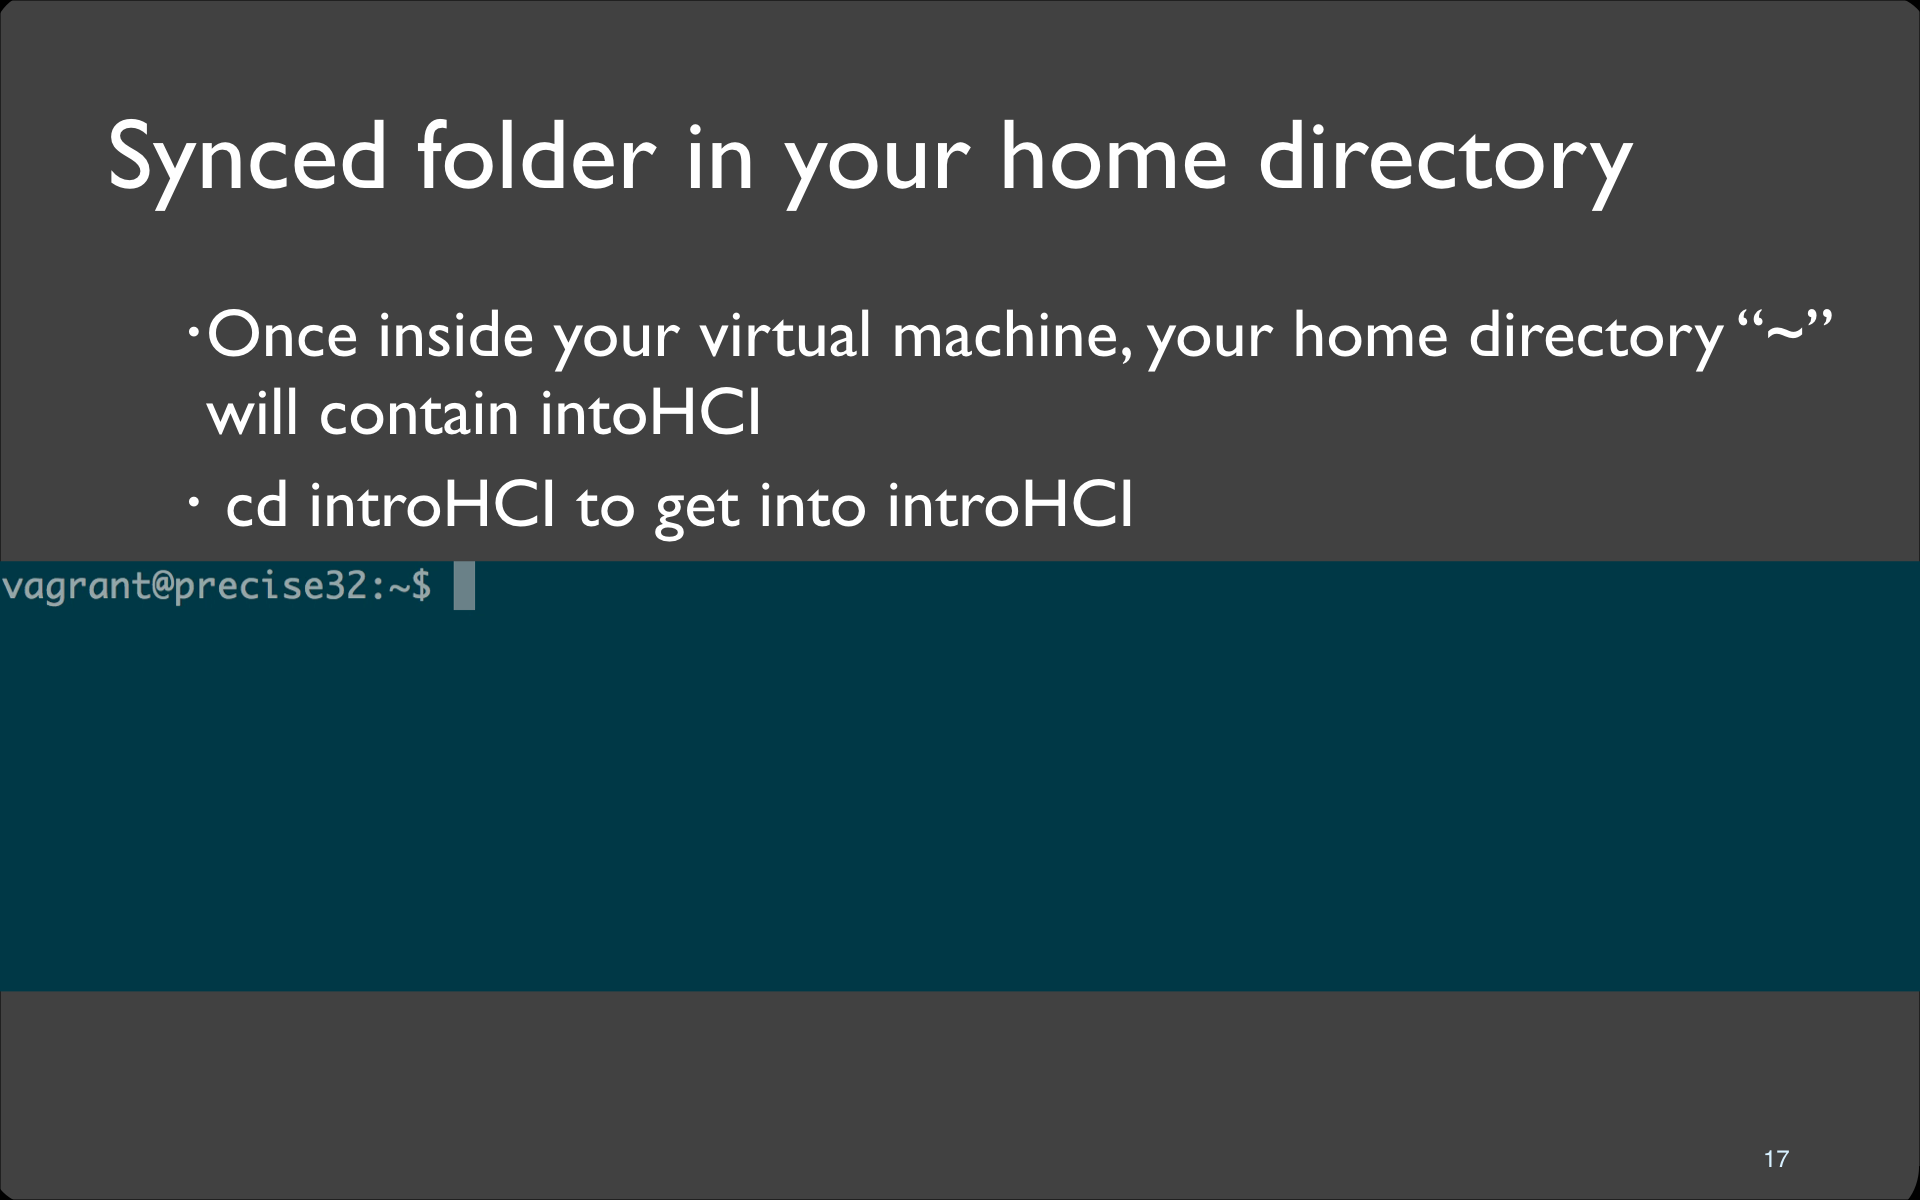 Synced folder in your home directory
·Once inside your virtual machine, your home directory “~”
will contain intoHCI
· cd introHCI to get into introHCI
vagrant@precise32:~$
17